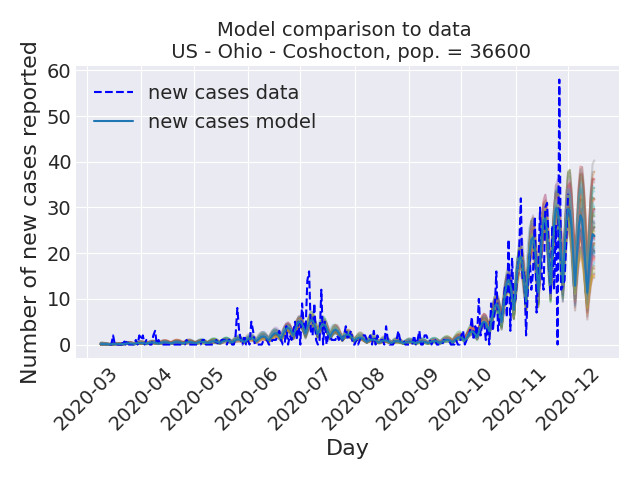 Model comparison to data
US - Ohio - Coshocton, pop. = 36600
Number of new cases reported
60
50
40
30
20
10
0
new cases data
new cases model
2020-03
2020-04
2020-05
2020-06
2020-07
2020-08
2020-09
2020-10
2020-11
2020-12
Day